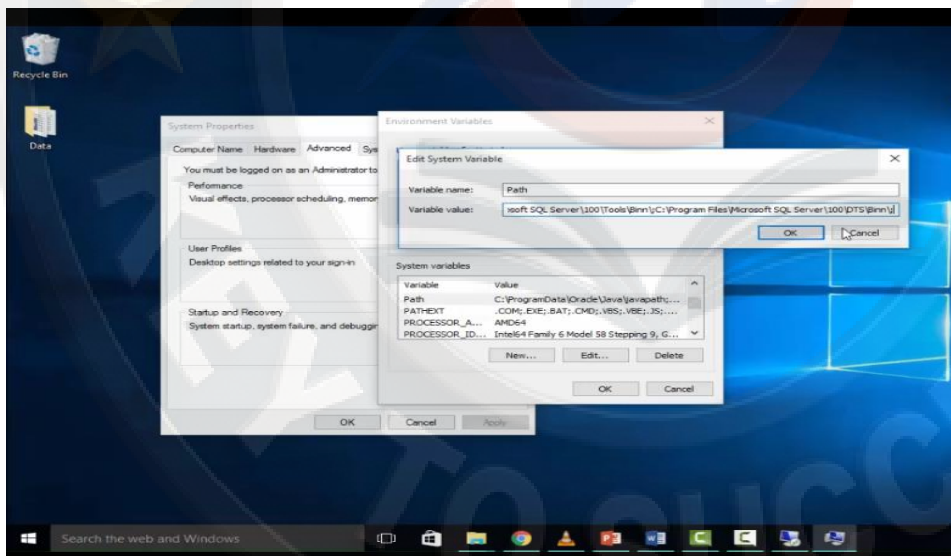 Recycle Bin
Data
System Properties
Computer Name Hardware Advanced Sys
You must be logged on as an Administrator to
Performance
Visual effects, processor scheduling, memor
User Profiles
Desktop settings related to your sign-in
Startup and Recovery
System startup, system failure, and debuggin
OK Cancel Apply
Environment Variables
Edit System Variable
Variable name: Path
Variable value: osoft SQL Server\100\Tools\Binn\;C:\Program Files\Microsoft SQL Server\100\DTS\Binn\;
OK Cancel
System variables
Variable Value
Path C:\ProgramData\Oracle\Java\javapath;...
PATHEXT .COM;.EXE;.BAT;.CMD;.VBS;.VBE;.JS;....
PROCESSOR_A... AMD64
PROCESSOR_ID... Intel64 Family 6 Model 58 Stepping 9, G...
New... Edit... Delete
OK Cancel
Search the web and Windows
TO SUCC